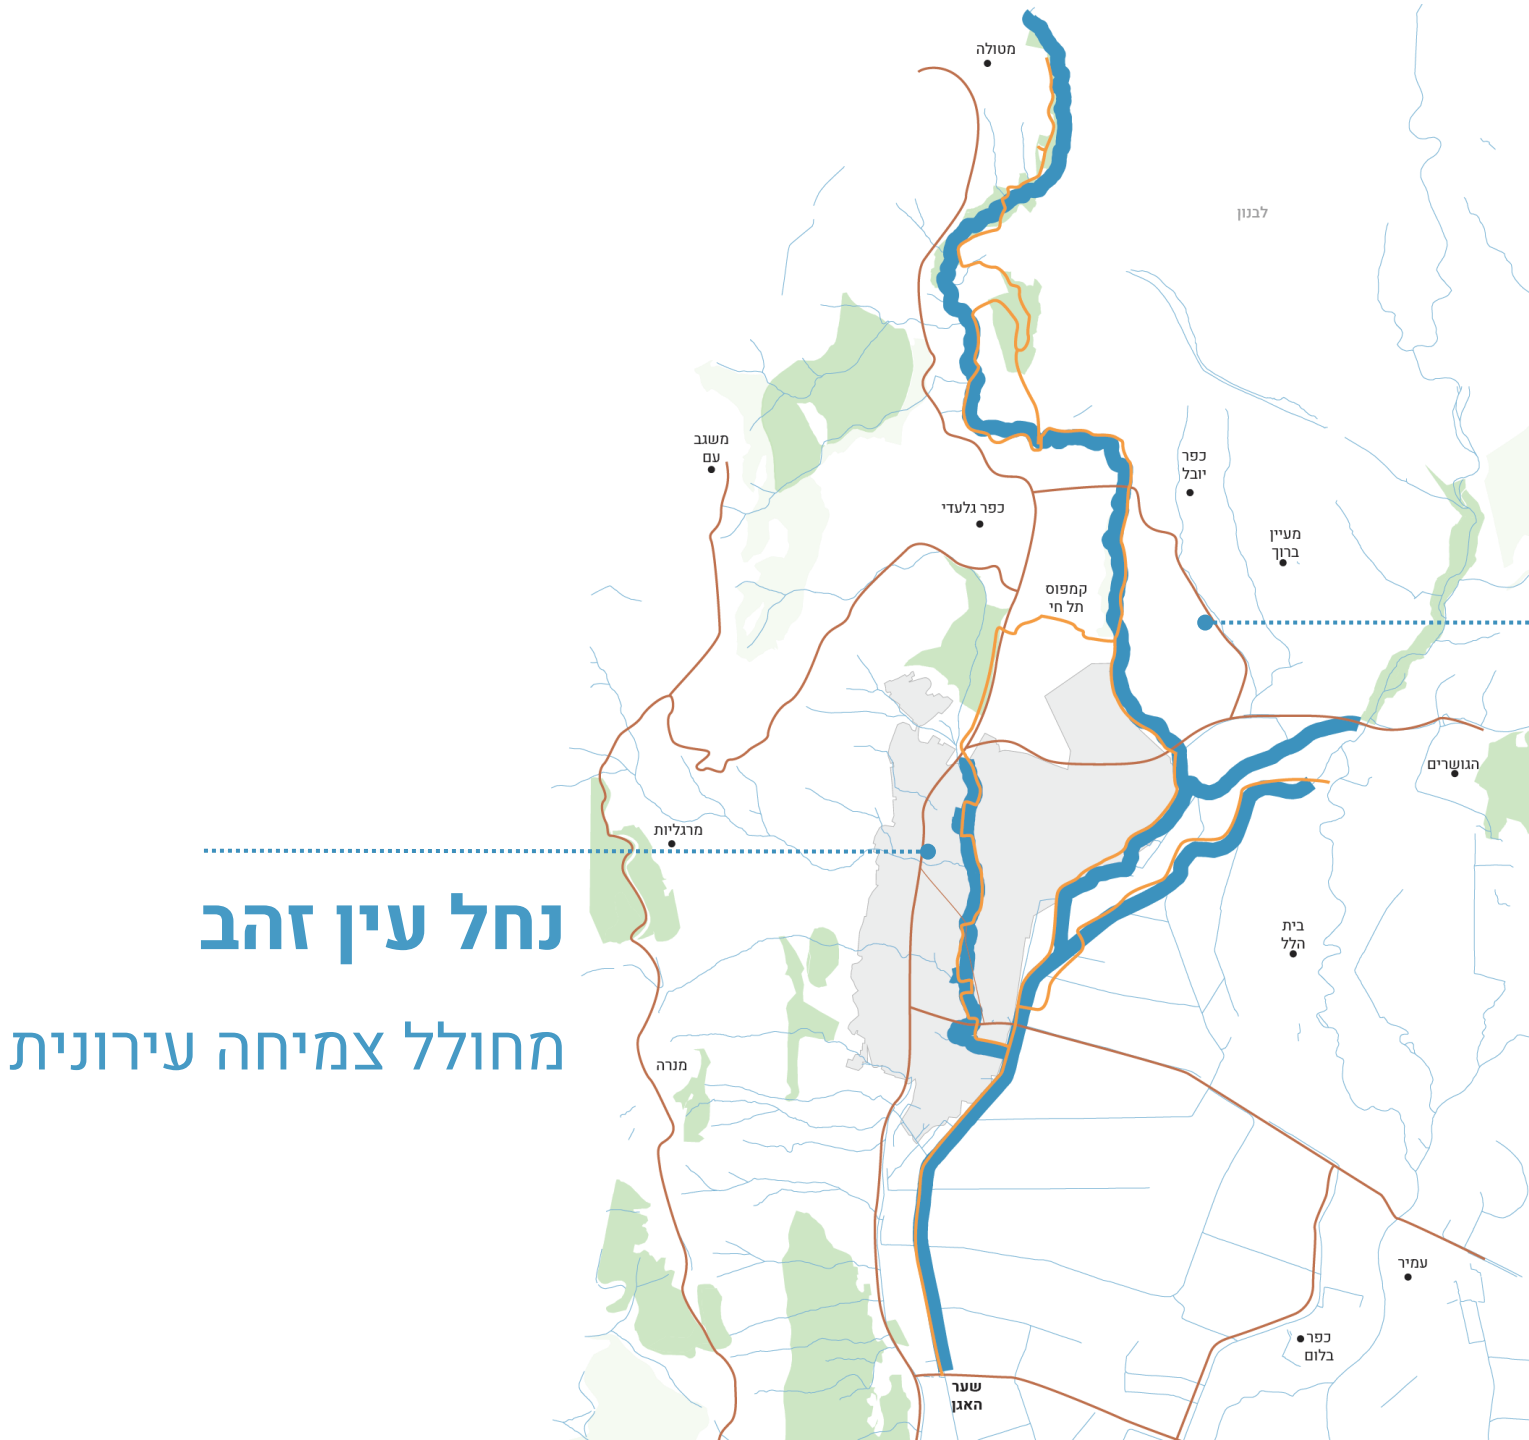 מטולה
לבנון
משגב
עם
כפר
יובל
כפר גלעדי
מעיין
ברוך
קמפוס
תל חי
הגושרים
מרגליות
נחל עין זהב
בית
הלל
מחולל צמיחה עירונית
מנרה
עמיר
כפר
בלום
שער
האגן